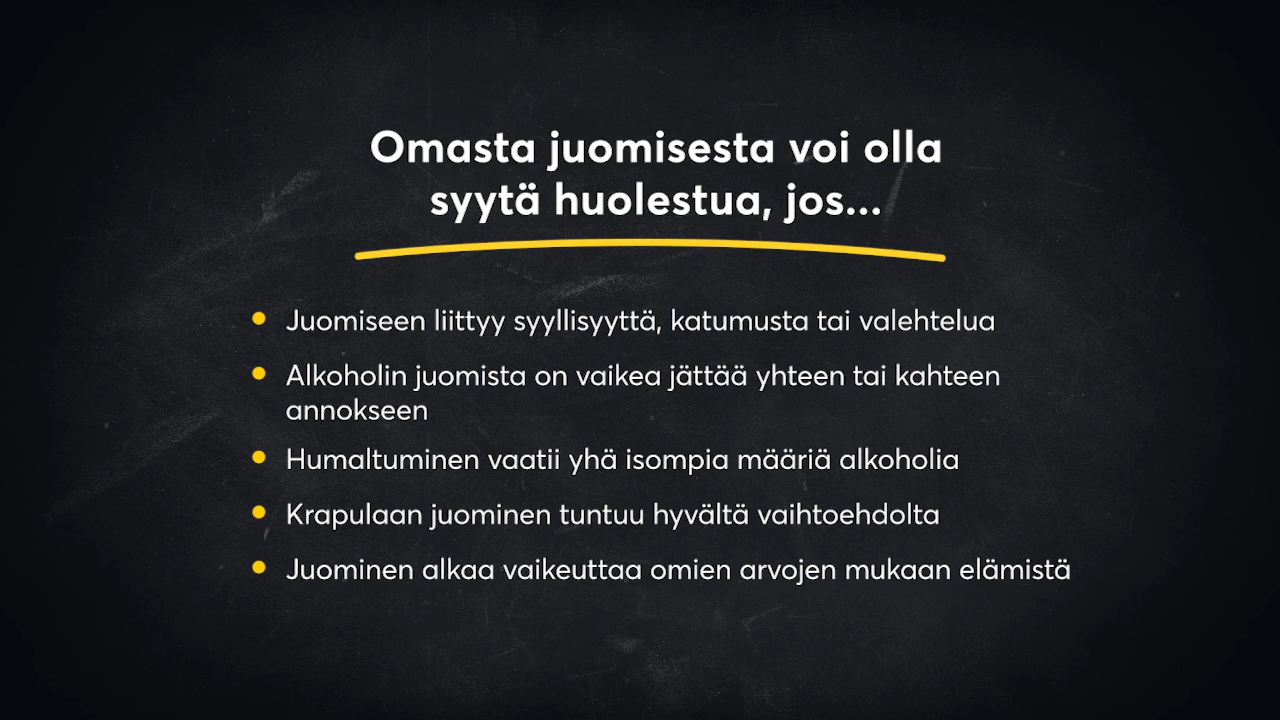 Omasta juomisesta voi olla
syytä huolestua, jos...
Juomiseen liittyy syyllisyyttä, katumusta tai valehtelua
Alkoholin juomista on vaikea jättää yhteen tai kahteen
annokseen
Humaltuminen vaatii yhä isompia määriä alkoholia
Krapulaan juominen tuntuu hyvältä vaihtoehdolta
Juominen alkaa vaikeuttaa omien arvojen mukaan elämistä